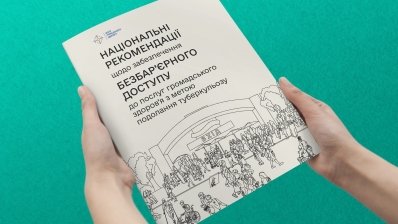 НАЦІОНАЛЬНІ
РЕКОМЕНДАЦІЇ
щодо забезпечення
БЕЗБАР'ЄРНОГО
ДОСТУПУ
до послуг громадського
здоров'я з метою
подолання туберкульозу